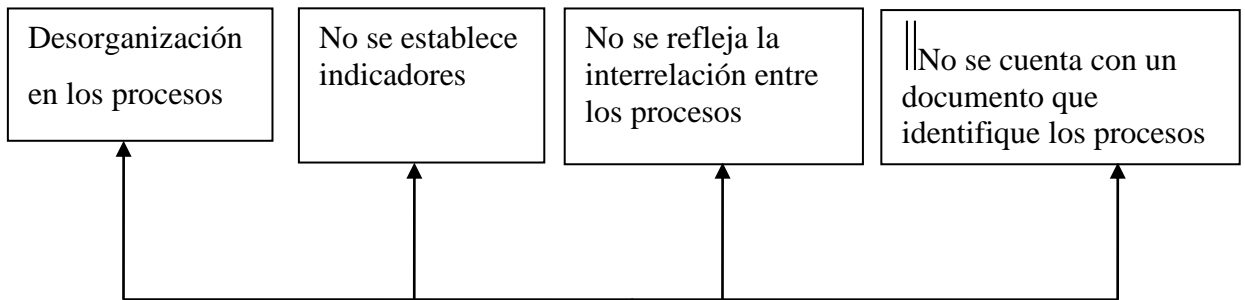 Desorganización
en los procesos
No se establece
indicadores
No se refleja la
interrelación entre
los procesos
No se cuenta con un
documento que
identifique los procesos